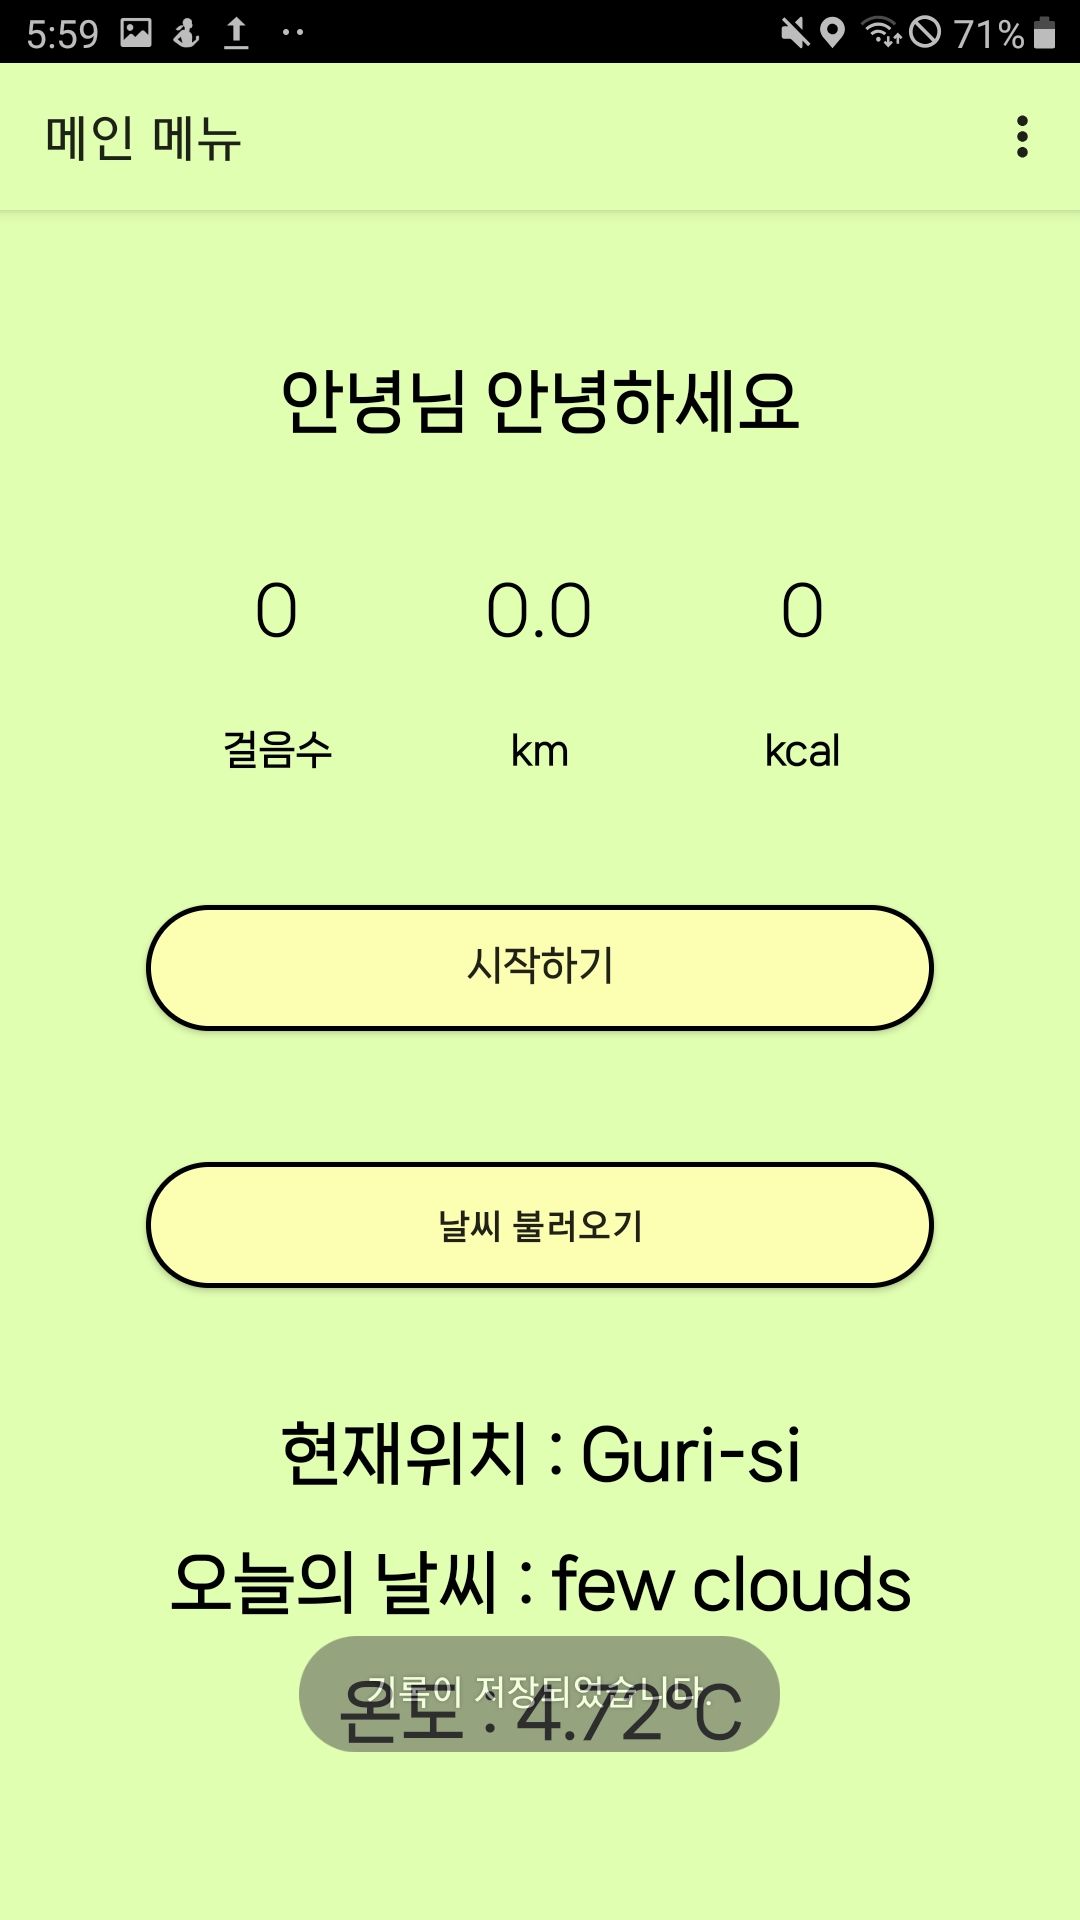 5:59 71%
메인 메뉴
안녕님 안녕하세요
0 0.0 0
걸음수 km kcal
시작하기
날씨 불러오기
현재위치 : Guri-si
오늘의 날씨 : few clouds
기록이 저장되었습니다.
온도 : 4.72°C